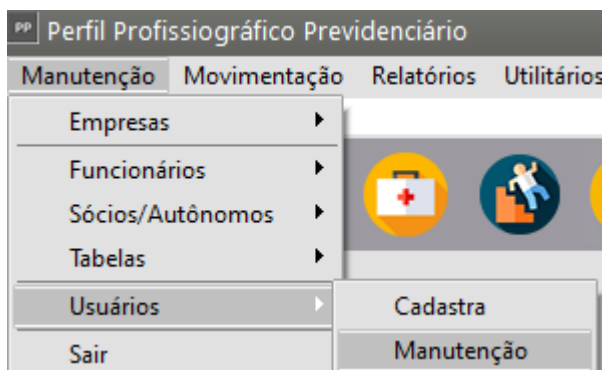 PP Perfil Profissiográfico Previdenciário
Manutenção Movimentação Relatórios Utilitários
Empresas
Funcionários
Sócios/Autônomos
Tabelas
Usuários Cadastra
Sair Manutenção